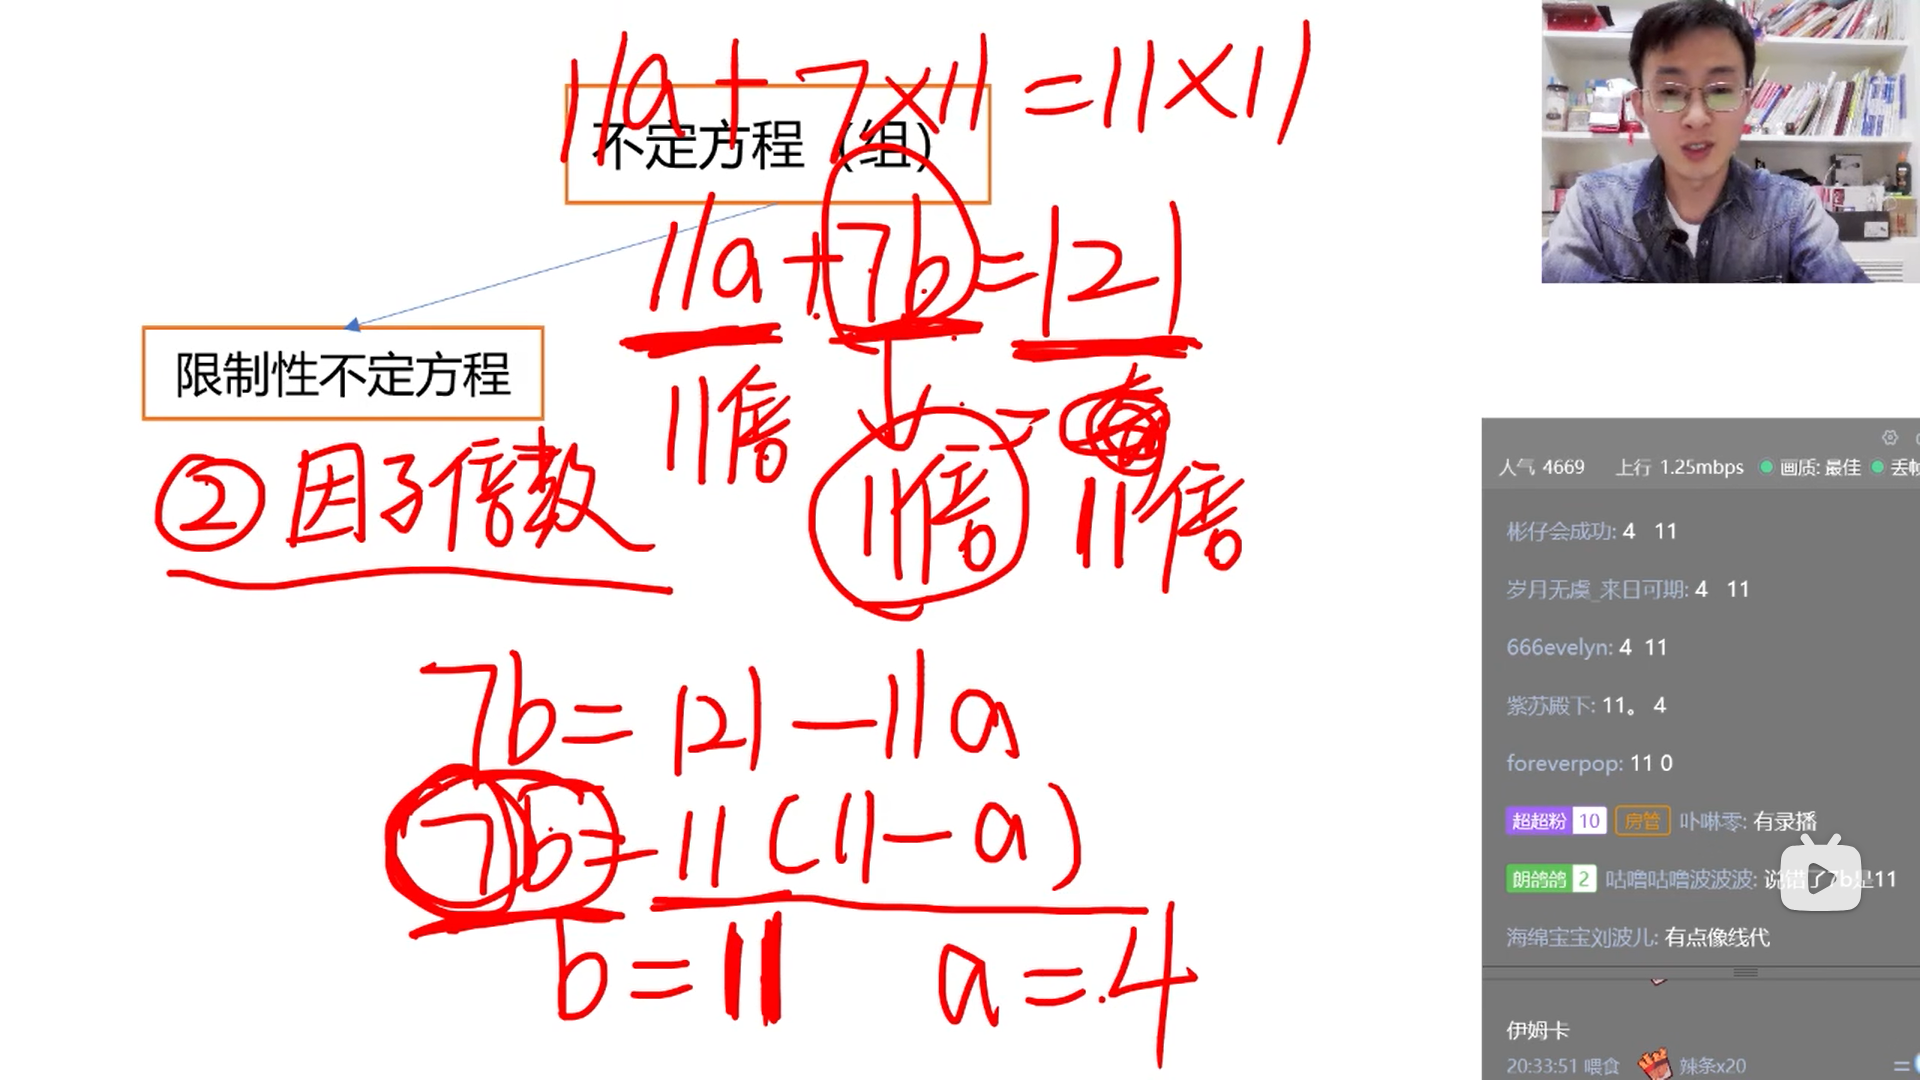 11a+7×11=11×11
不定方程（组）
11a+7b=121
限制性不定方程
11倍 11倍 11倍
② 因子倍数
7b=121-11a
7b=11(11-a)
b=11 a=4
人气 4669 上行 1.25mbps 画质: 最佳 丢帧
彬仔会成功: 4 11
岁月无虞_来日可期: 4 11
666evelyn: 4 11
紫苏殿下: 11。 4
foreverpop: 11 0
超超粉 10 房管 卟啉零: 有录播
朗鸽鸽 2 咕噜咕噜波波波: 说错了7b是11
海绵宝宝刘波儿: 有点像线代
伊姆卡
20:33:51 喂食 辣条x20